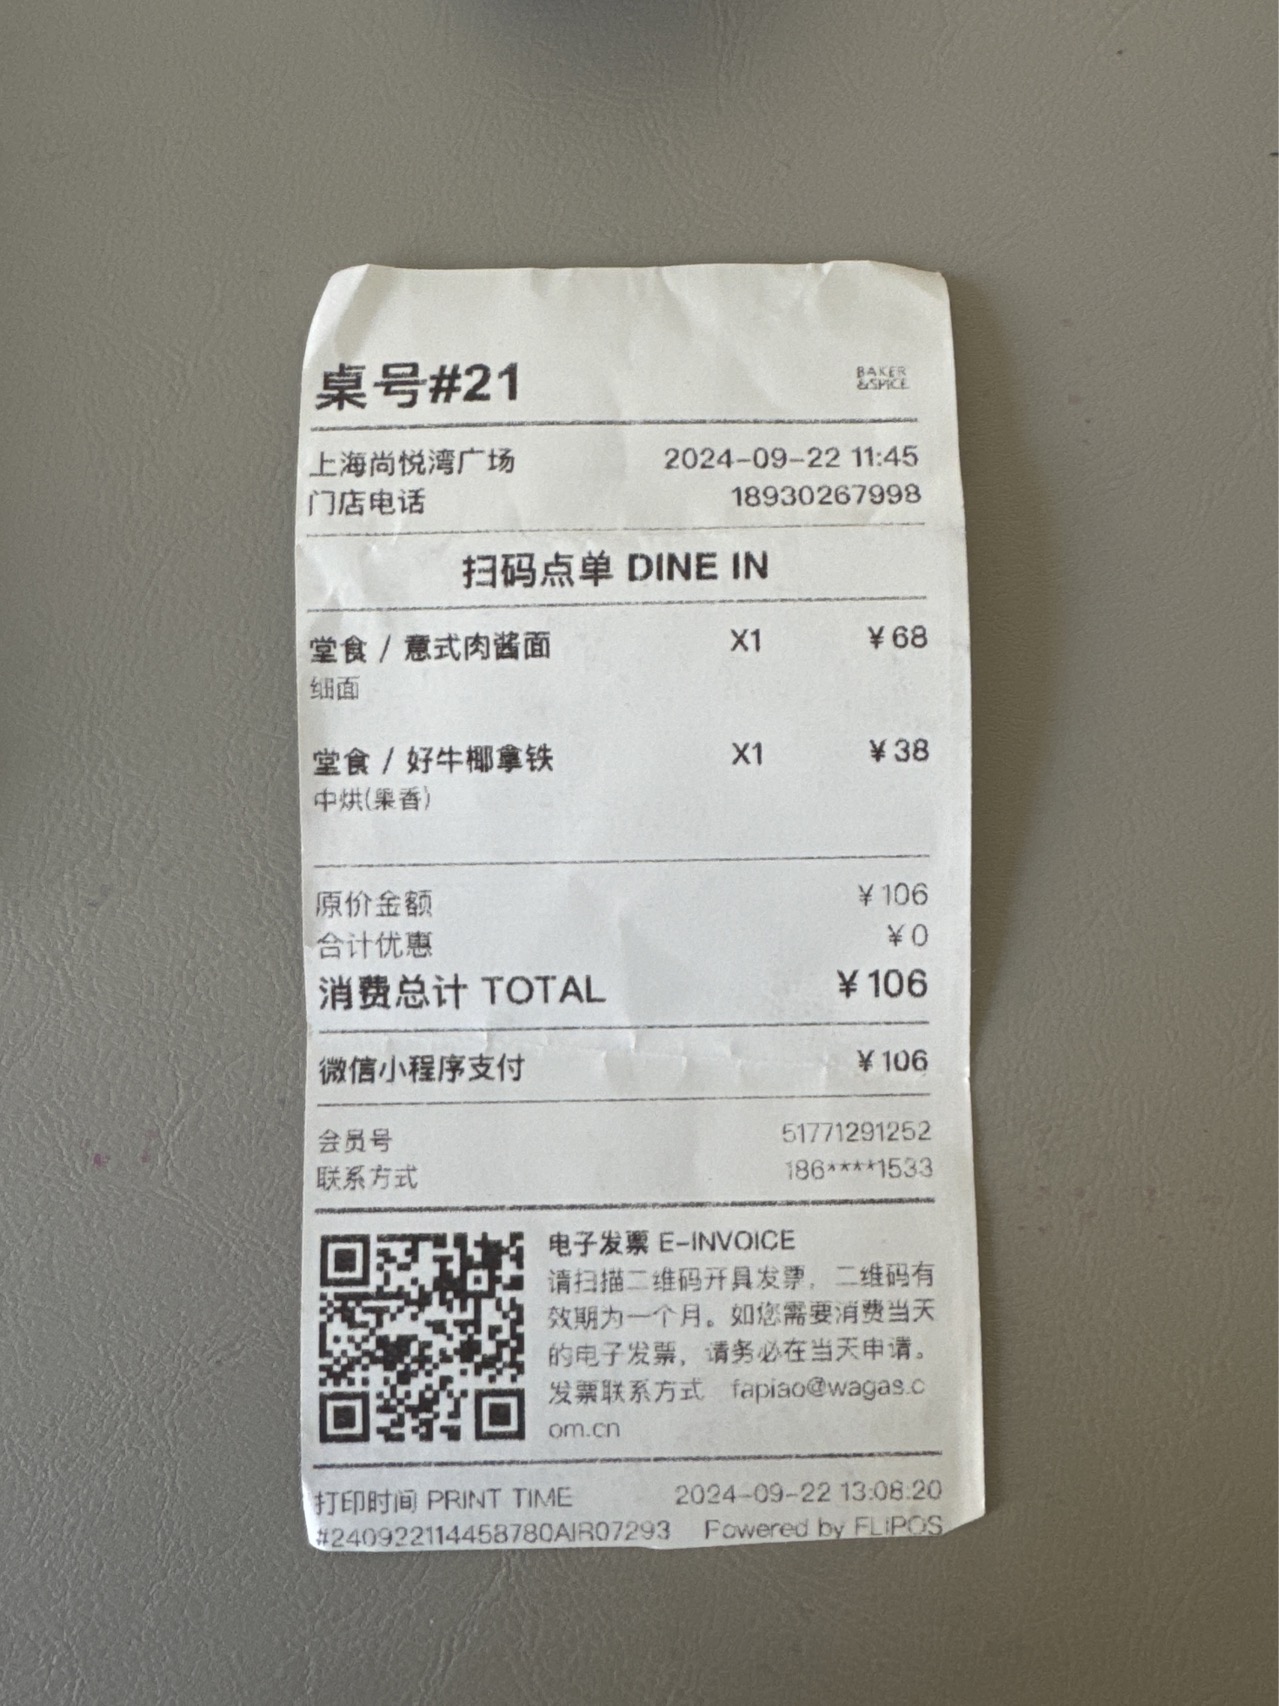 桌号#21
BAKER
&SPICE
上海尚悦湾广场 2024-09-22 11:45
门店电话 18930267998
扫码点单 DINE IN
堂食 / 意式肉酱面 X1 ¥68
细面
堂食 / 好牛椰拿铁 X1 ¥38
中烘(果香)
原价金额 ¥106
合计优惠 ¥0
消费总计 TOTAL ¥106
微信小程序支付 ¥106
会员号 51771291252
联系方式 186****1533
电子发票 E-INVOICE
请扫描二维码开具发票，二维码有
效期为一个月。如您需要消费当天
的电子发票，请务必在当天申请。
发票联系方式 fapiao@wagas.c
om.cn
打印时间 PRINT TIME 2024-09-22 13:08:20
#240922114458780AIR07293 Powered by FLIPOS